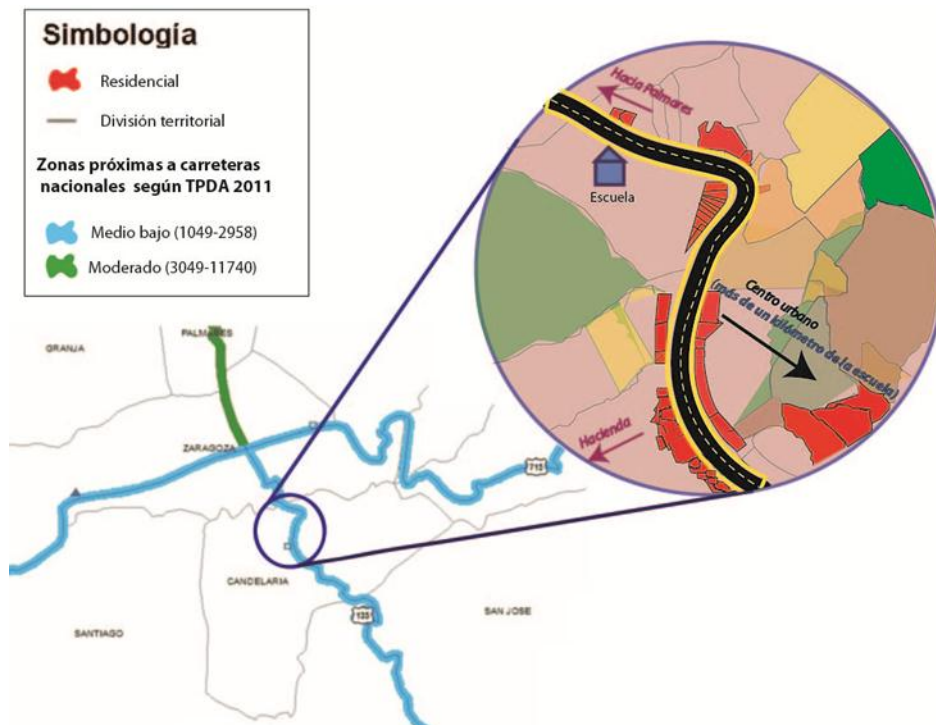 Simbología
Residencial
División territorial
Zonas próximas a carreteras
nacionales según TPDA 2011
Medio bajo (1049-2958)
Moderado (3049-11740)
Hacia Palmares
Escuela
Centro urbano
(más de un kilómetro de la escuela)
Hacienda
PALMARES
GRANJA
ZARAGOZA
715
CANDELARIA
135
SANTIAGO
SAN JOSE